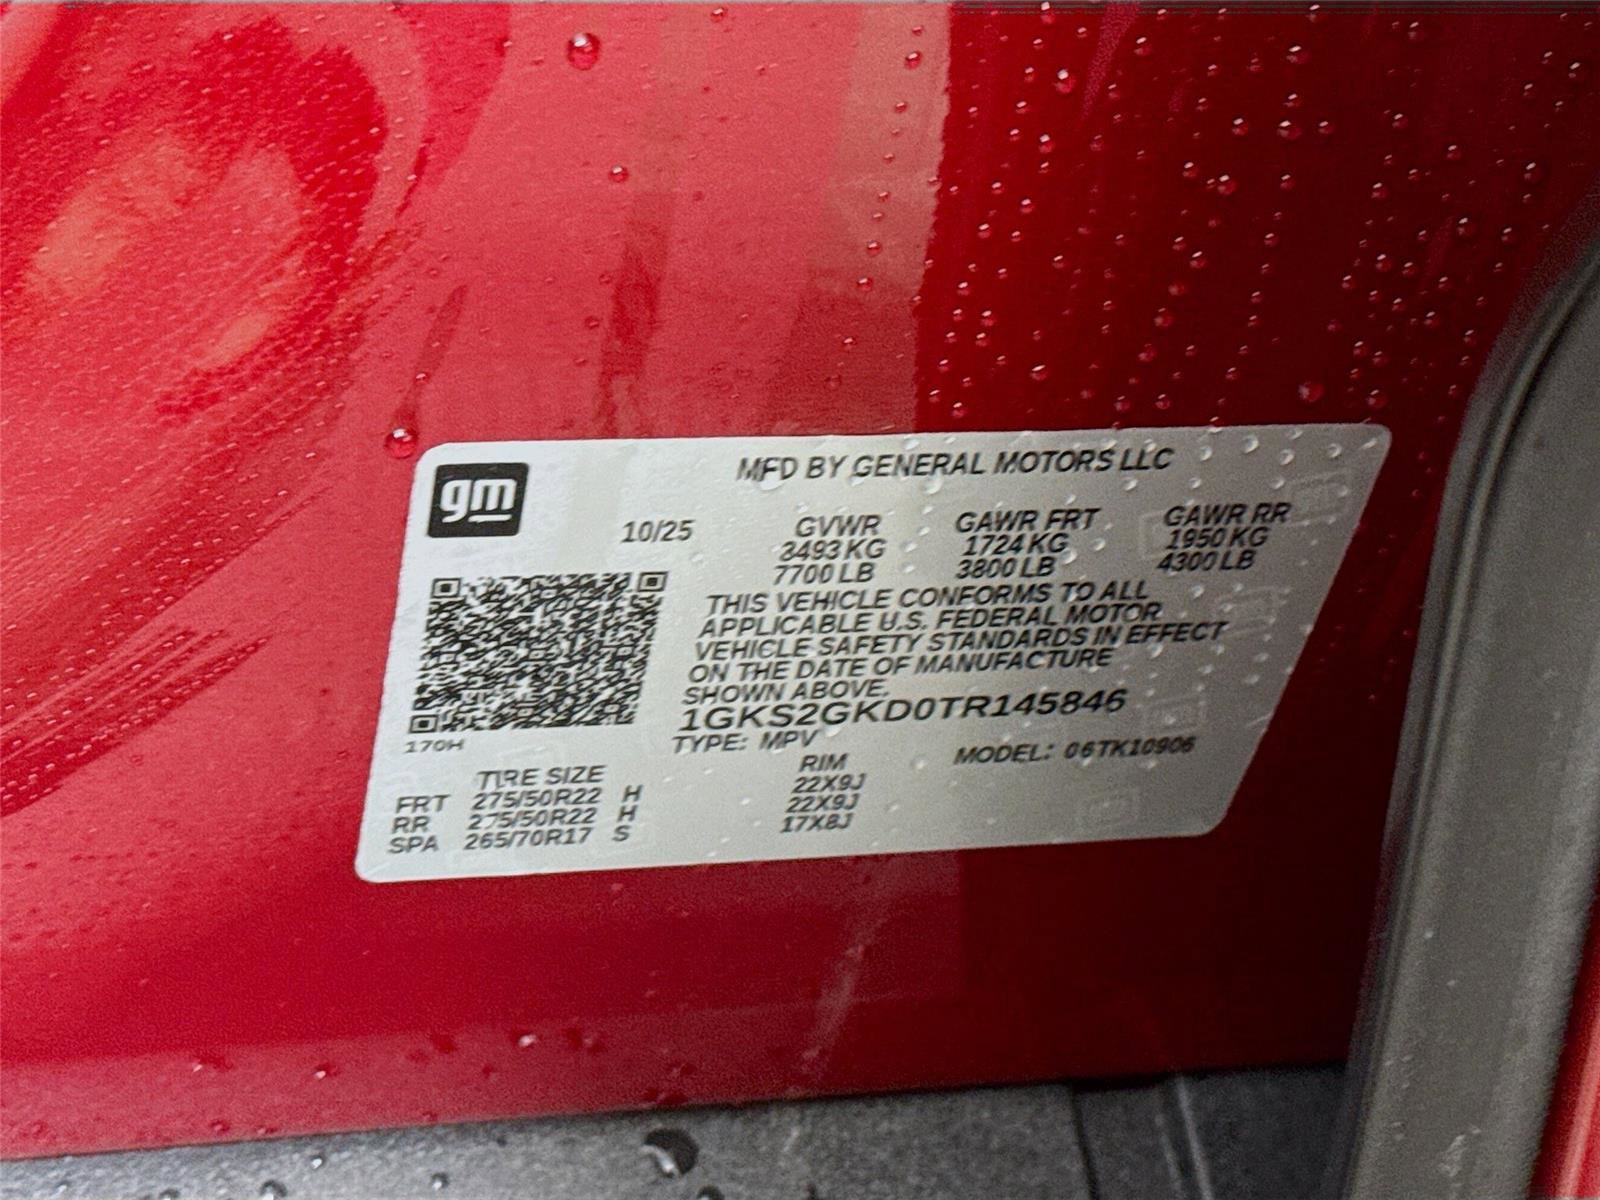 gm
MFD BY GENERAL MOTORS LLC
10/25 GVWR GAWR FRT GAWR RR
3493 KG 1724 KG 1950 KG
7700 LB 3800 LB 4300 LB
THIS VEHICLE CONFORMS TO ALL
APPLICABLE U.S. FEDERAL MOTOR
VEHICLE SAFETY STANDARDS IN EFFECT
ON THE DATE OF MANUFACTURE
SHOWN ABOVE.
1GKS2GKD0TR145846
170H
TYPE: MPV MODEL: 06TK10906
TIRE SIZE RIM
FRT 275/50R22 H 22X9J
RR 275/50R22 H 22X9J
SPA 265/70R17 S 17X8J